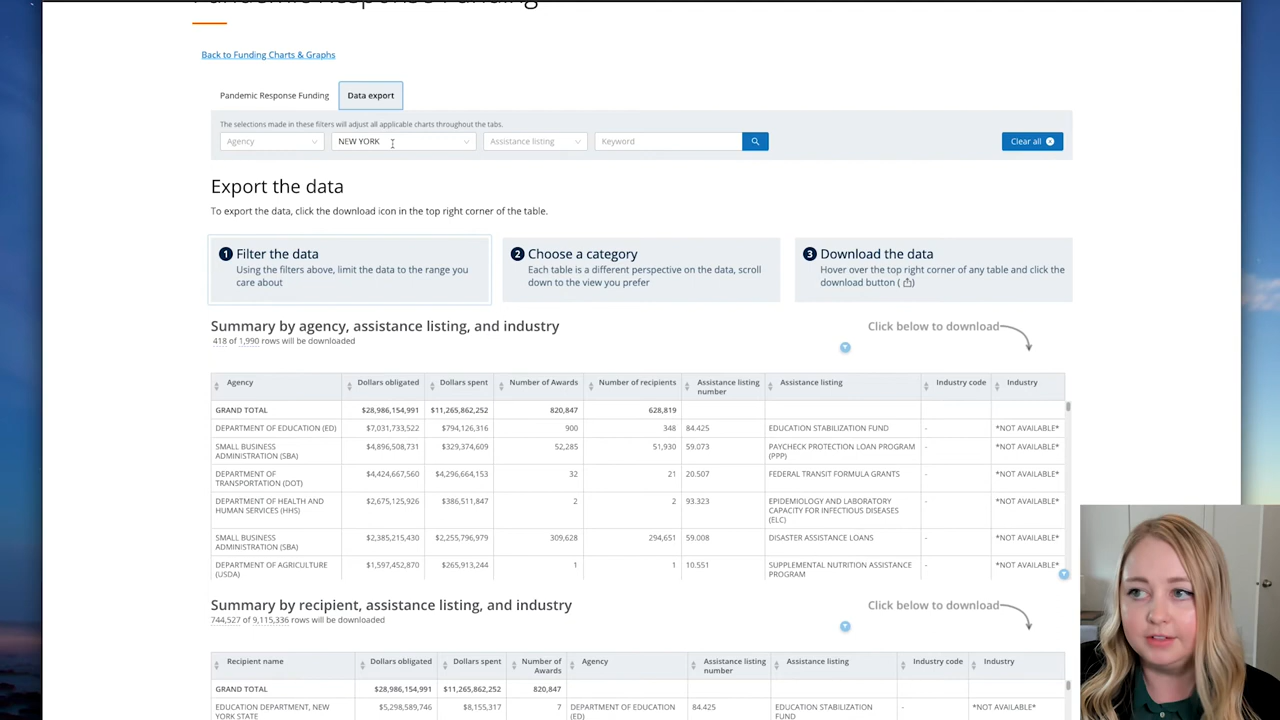 Pandemic Response Funding
Back to Funding Charts & Graphs
Pandemic Response Funding
Data export
The selections made in these filters will adjust all applicable charts throughout the tabs.
Agency
NEW YORK
Assistance listing
Keyword
Clear all
Export the data
To export the data, click the download icon in the top right corner of the table.
1 Filter the data
Using the filters above, limit the data to the range you
care about
2 Choose a category
Each table is a different perspective on the data, scroll
down to the view you prefer
3 Download the data
Hover over the top right corner of any table and click the
download button ( )
Summary by agency, assistance listing, and industry
Click below to download
418 of 1,990 rows will be downloaded
Agency Dollars obligated Dollars spent Number of Awards Number of recipients Assistance listing
number Assistance listing Industry code Industry
GRAND TOTAL $28,986,154,991 $11,265,862,252 820,847 628,819
DEPARTMENT OF EDUCATION (ED) $7,031,733,522 $794,126,316 900 348 84.425 EDUCATION STABILIZATION FUND - *NOT AVAILABLE*
SMALL BUSINESS
ADMINISTRATION (SBA) $4,896,508,731 $329,374,609 52,285 51,930 59.073 PAYCHECK PROTECTION LOAN PROGRAM
(PPP) - *NOT AVAILABLE*
DEPARTMENT OF
TRANSPORTATION (DOT) $4,424,667,560 $4,296,664,153 32 21 20.507 FEDERAL TRANSIT FORMULA GRANTS - *NOT AVAILABLE*
DEPARTMENT OF HEALTH AND
HUMAN SERVICES (HHS) $2,675,125,926 $386,511,847 2 2 93.323 EPIDEMIOLOGY AND LABORATORY
CAPACITY FOR INFECTIOUS DISEASES
(ELC) - *NOT AVAILABLE*
SMALL BUSINESS
ADMINISTRATION (SBA) $2,385,215,430 $2,255,796,979 309,628 294,651 59.008 DISASTER ASSISTANCE LOANS - *NOT AVAILABLE*
DEPARTMENT OF AGRICULTURE
(USDA) $1,597,452,870 $265,913,244 1 1 10.551 SUPPLEMENTAL NUTRITION ASSISTANCE
PROGRAM - *NOT AVAILABLE*
Summary by recipient, assistance listing, and industry
Click below to download
744,527 of 9,115,336 rows will be downloaded
Recipient name Dollars obligated Dollars spent Number of
Awards Agency Assistance listing
number Assistance listing Industry code Industry
GRAND TOTAL $28,986,154,991 $11,265,862,252 820,847
EDUCATION DEPARTMENT, NEW
YORK STATE $5,298,589,746 $8,155,317 7 DEPARTMENT OF EDUCATION
(ED) 84.425 EDUCATION STABILIZATION
FUND - *NOT AVAILABLE*